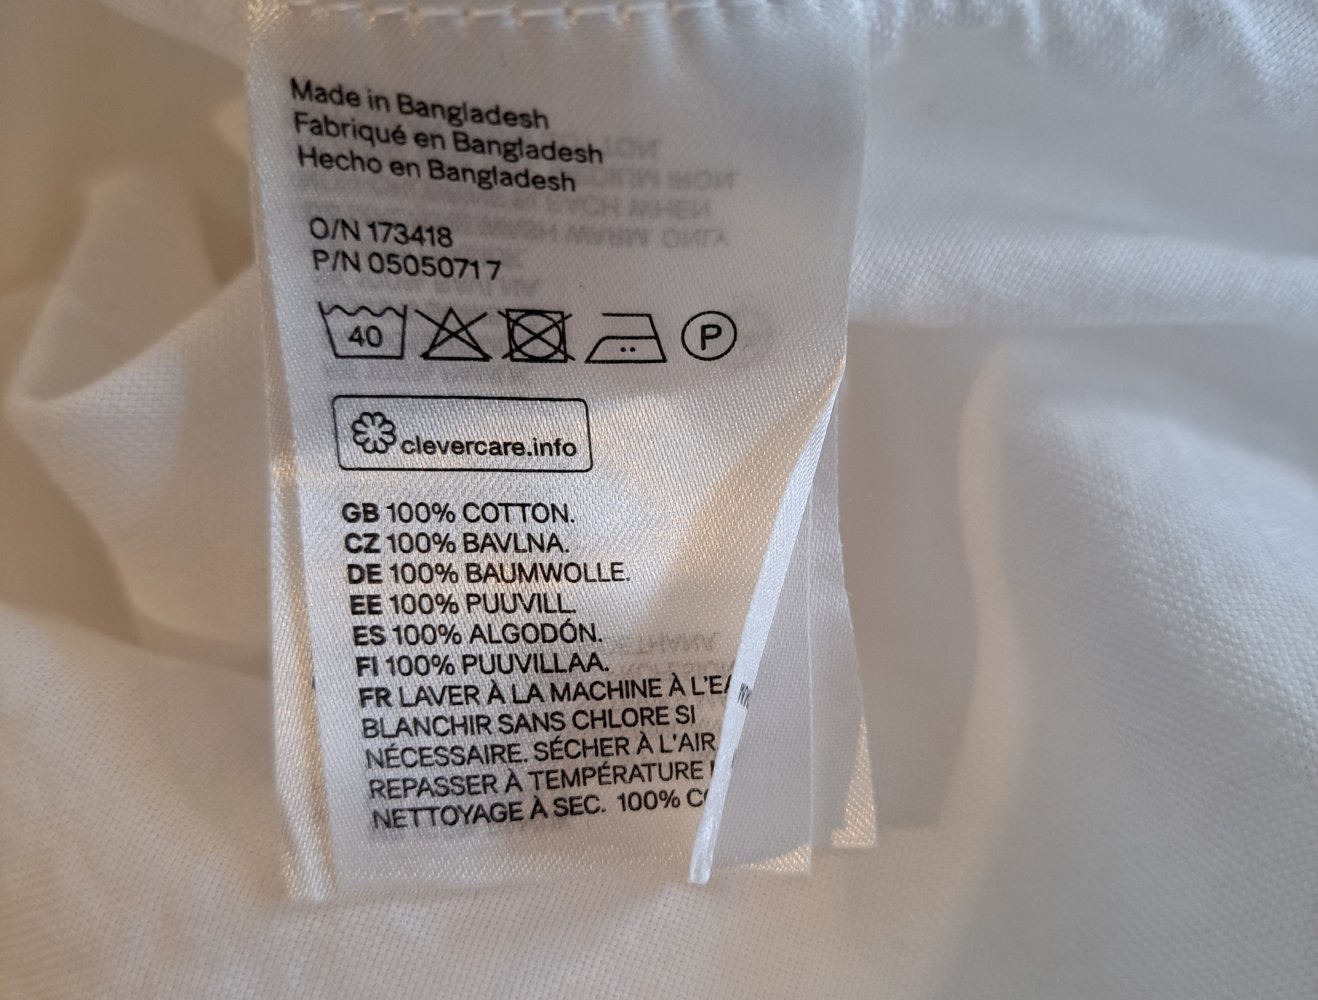 Made in Bangladesh
Fabriqué en Bangladesh
Hecho en Bangladesh
O/N 173418
P/N 0505071 7
40
P
clevercare.info
GB 100% COTTON.
CZ 100% BAVLNA.
DE 100% BAUMWOLLE.
EE 100% PUUVILL.
ES 100% ALGODÓN.
FI 100% PUUVILLAA.
FR LAVER À LA MACHINE À L'EA
BLANCHIR SANS CHLORE SI
NÉCESSAIRE. SÉCHER À L'AIR
REPASSER À TEMPÉRATURE
NETTOYAGE À SEC. 100% C